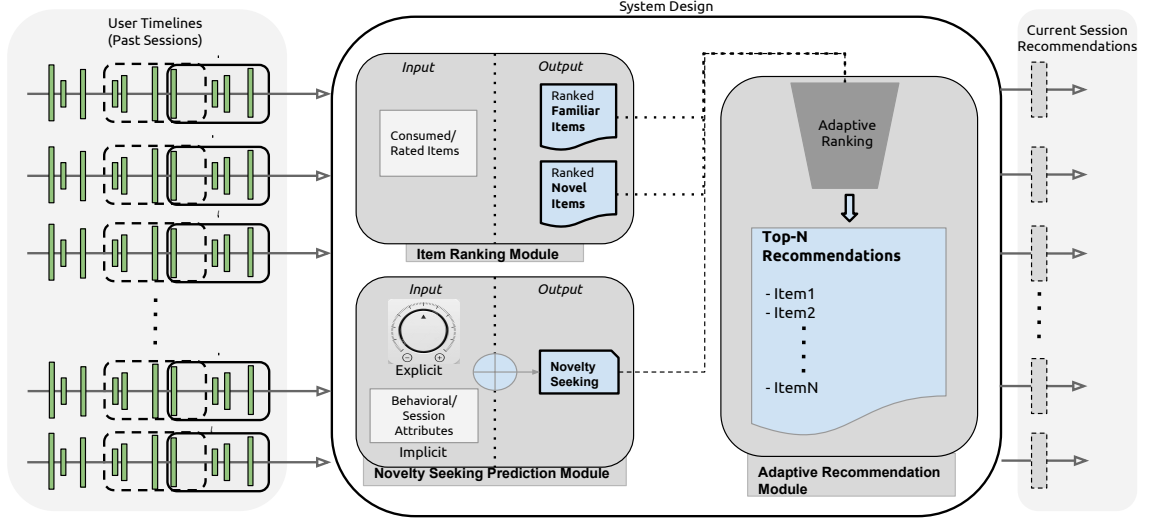 System Design
User Timelines
(Past Sessions)
Input
Output
Consumed/
Rated Items
Ranked
Familiar
Items
Ranked
Novel
Items
Item Ranking Module
Input
Output
Explicit
Behavioral/
Session
Attributes
Implicit
Novelty
Seeking
Novelty Seeking Prediction Module
Adaptive
Ranking
Top-N
Recommendations
- Item1
- Item2
- ItemN
Adaptive Recommendation
Module
Current Session
Recommendations